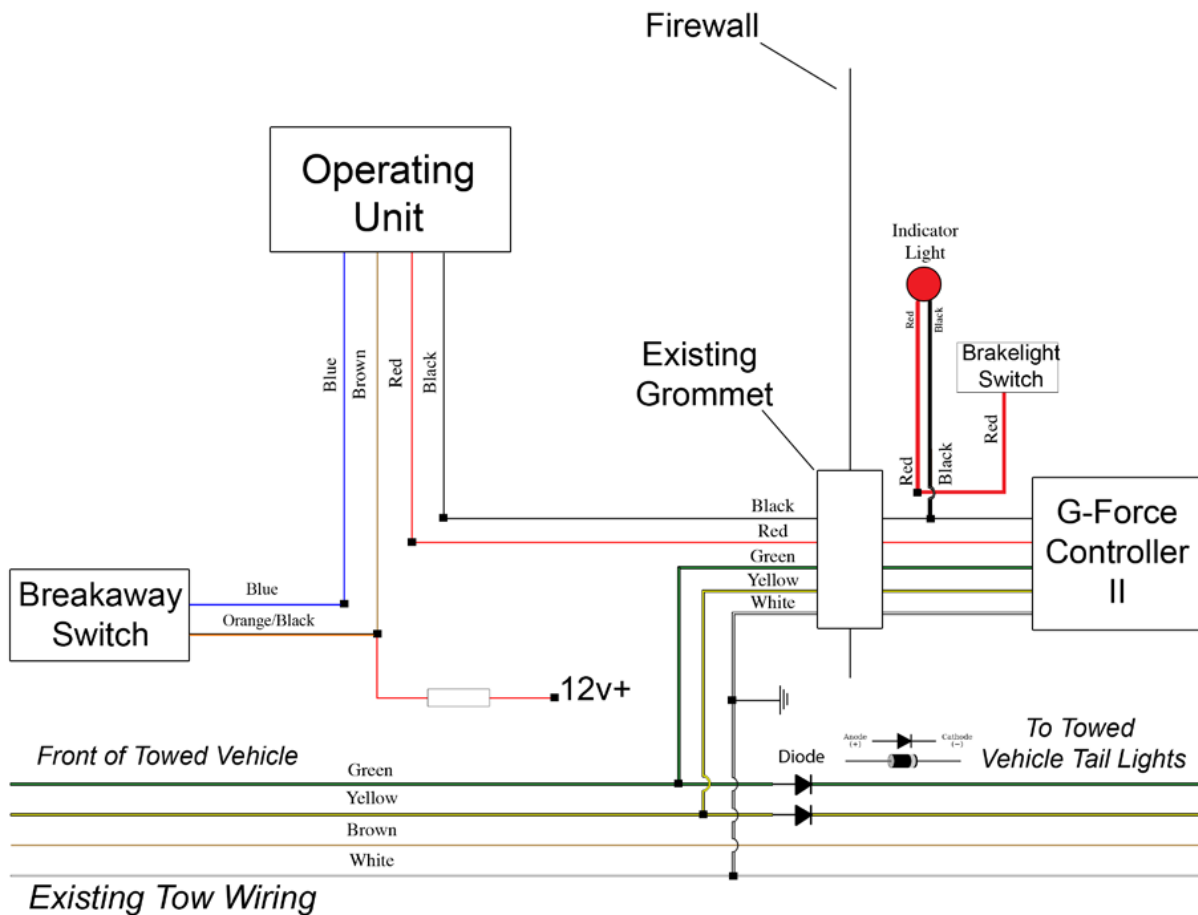 Firewall
Operating
Unit
Indicator
Light
Red
Black
Brakelight
Switch
Blue
Brown
Red
Black
Existing
Grommet
Red
Black
Red
Black
Red
Green
Yellow
White
G-Force
Controller
II
Breakaway
Switch
Blue
Orange/Black
12v+
Front of Towed Vehicle
Diode
Anode
(+)
Cathode
(−)
To Towed
Vehicle Tail Lights
Green
Yellow
Brown
White
Existing Tow Wiring